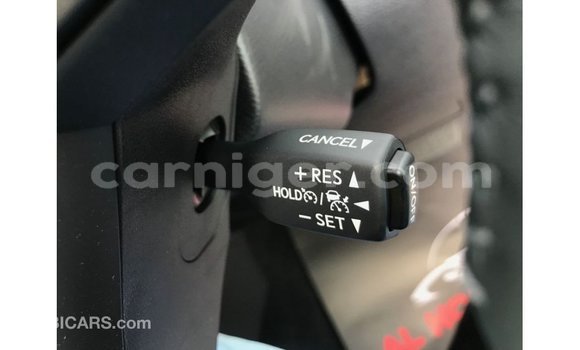 CANCEL ▼
+ RES ▲
HOLD / ◀
− SET ▼
ON/OFF
carniger.com
BICARS.com